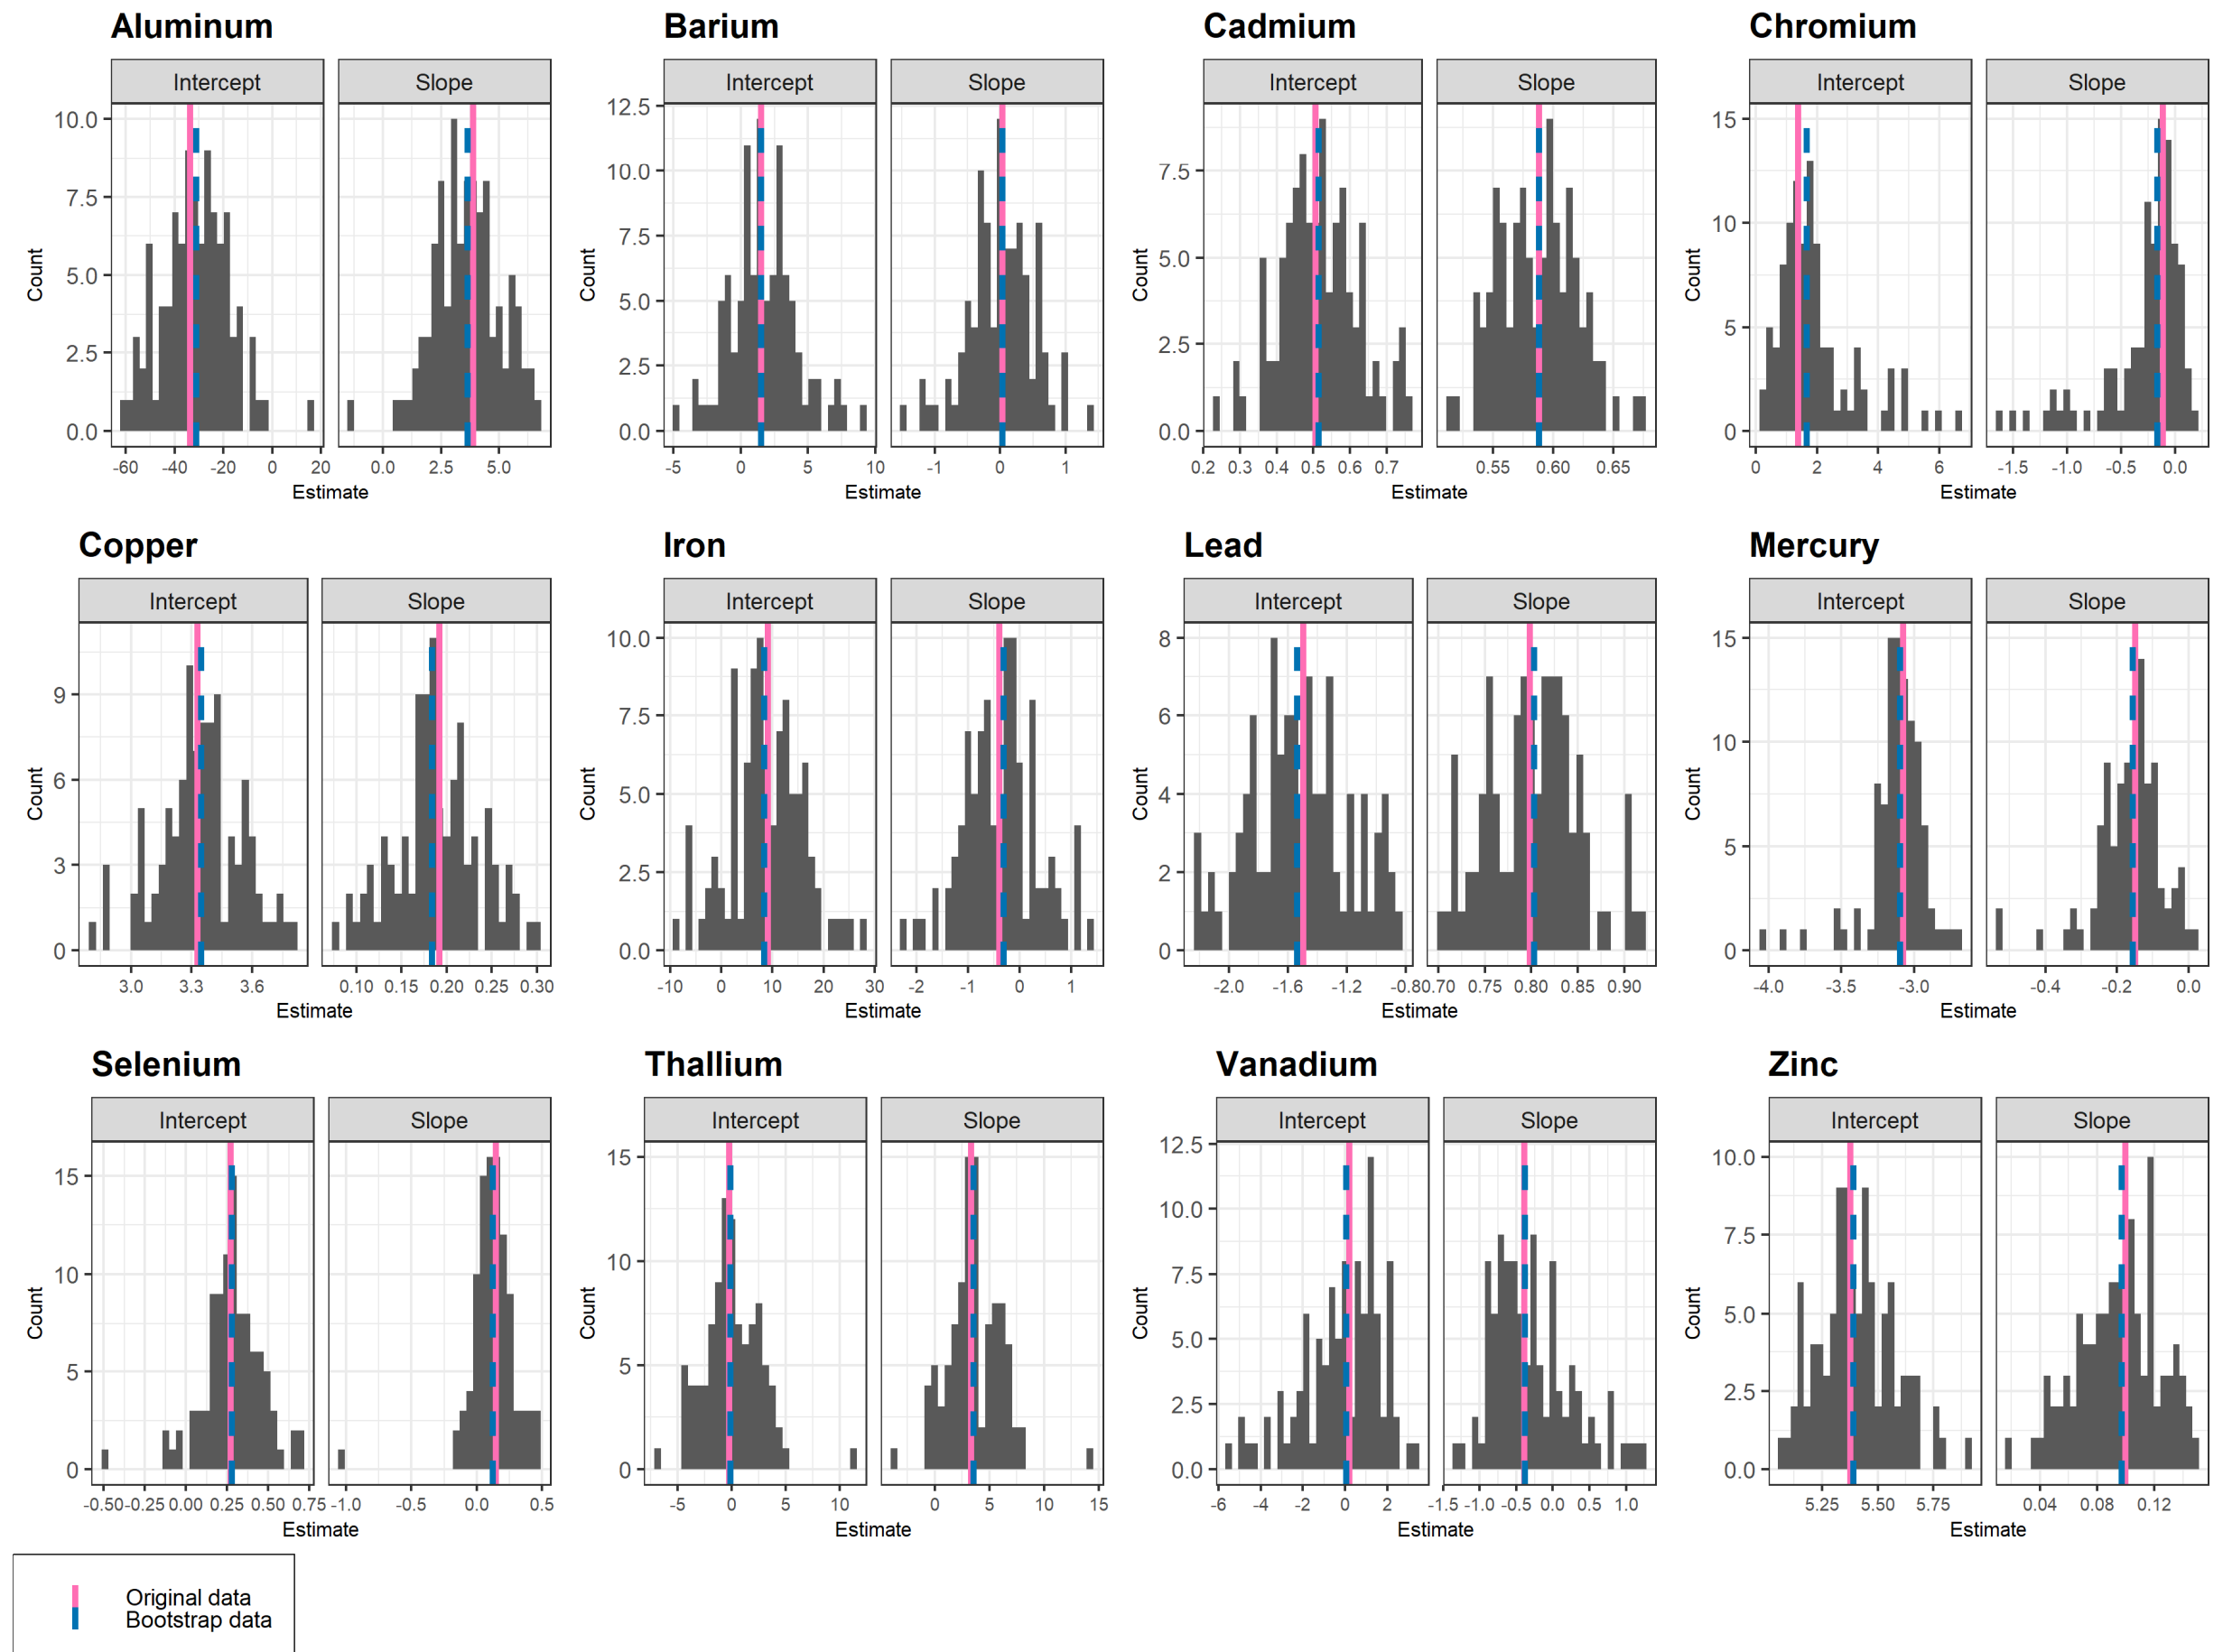 Aluminum
Barium
Cadmium
Chromium
Intercept Slope
Intercept Slope
Intercept Slope
Intercept Slope
Count
10.0
7.5
5.0
2.5
0.0
-60 -40 -20 0 20
0.0 2.5 5.0
Estimate
Count
12.5
10.0
7.5
5.0
2.5
0.0
-5 0 5 10
-1 0 1
Estimate
Count
7.5
5.0
2.5
0.0
0.2 0.3 0.4 0.5 0.6 0.7
0.55 0.60 0.65
Estimate
Count
15
10
5
0
0 2 4 6
-1.5 -1.0 -0.5 0.0
Estimate
Copper
Iron
Lead
Mercury
Intercept Slope
Intercept Slope
Intercept Slope
Intercept Slope
Count
9
6
3
0
3.0 3.3 3.6
0.10 0.15 0.20 0.25 0.30
Estimate
Count
10.0
7.5
5.0
2.5
0.0
-10 0 10 20 30
-2 -1 0 1
Estimate
Count
8
6
4
2
0
-2.0 -1.6 -1.2 -0.8
0.70 0.75 0.80 0.85 0.90
Estimate
Count
15
10
5
0
-4.0 -3.5 -3.0
-0.4 -0.2 0.0
Estimate
Selenium
Thallium
Vanadium
Zinc
Intercept Slope
Intercept Slope
Intercept Slope
Intercept Slope
Count
15
10
5
0
-0.50 -0.25 0.00 0.25 0.50 0.75
-1.0 -0.5 0.0 0.5
Estimate
Count
15
10
5
0
-5 0 5 10
0 5 10 15
Estimate
Count
12.5
10.0
7.5
5.0
2.5
0.0
-6 -4 -2 0 2
-1.5 -1.0 -0.5 0.0 0.5 1.0
Estimate
Count
10.0
7.5
5.0
2.5
0.0
5.25 5.50 5.75
0.04 0.08 0.12
Estimate
Original data
Bootstrap data